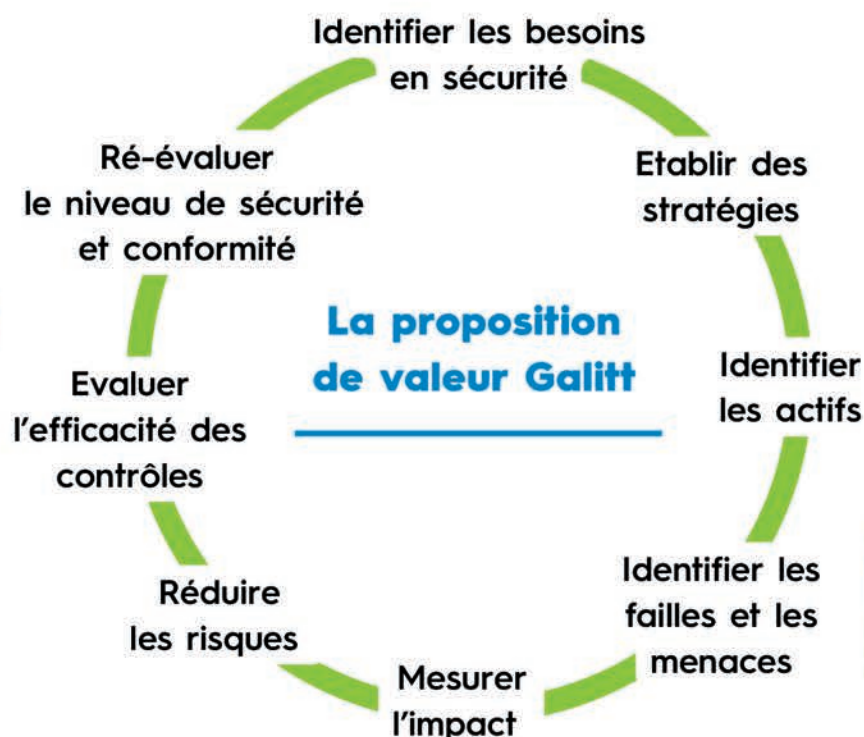 Identifier les besoins
en sécurité
Etablir des
stratégies
Identifier
les actifs
Identifier les
failles et les
menaces
Mesurer
l'impact
Réduire
les risques
Evaluer
l'efficacité des
contrôles
Ré-évaluer
le niveau de sécurité
et conformité
La proposition
de valeur Galitt